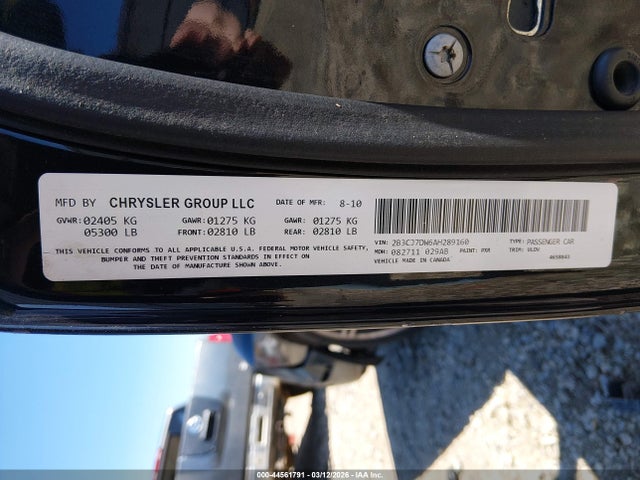 MFD BY CHRYSLER GROUP LLC DATE OF MFR: 8-10
GVWR: 02405 KG GAWR: 01275 KG GAWR: 01275 KG
05300 LB FRONT: 02810 LB REAR: 02810 LB
THIS VEHICLE CONFORMS TO ALL APPLICABLE U.S.A. FEDERAL MOTOR VEHICLE SAFETY,
BUMPER AND THEFT PREVENTION STANDARDS IN EFFECT ON
THE DATE OF MANUFACTURE SHOWN ABOVE.
VIN: 2B3CJ7DW6AH289160 TYPE: PASSENGER CAR
MDH: 082711 029AB PAINT: PXR TRIM: ULDV
VEHICLE MADE IN CANADA
000-44561791 - 03/12/2026 - IAA Inc.